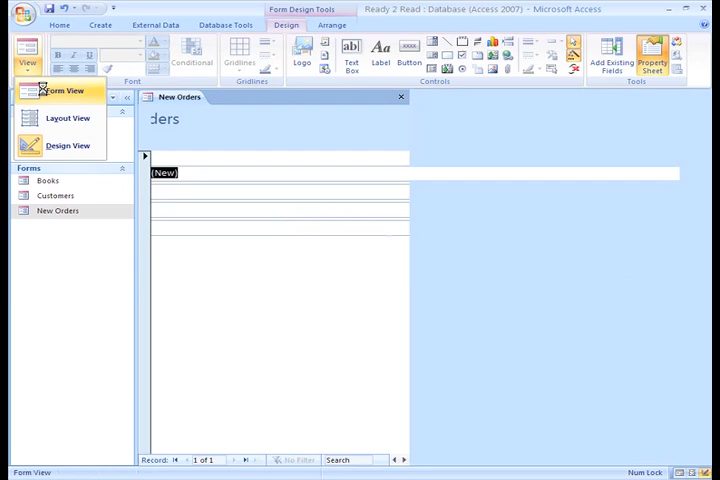 Form Design Tools
Ready 2 Read : Database (Access 2007) - Microsoft Access
Home
Create
External Data
Database Tools
Design
Arrange
View
B I U
A
Conditional
Font
Gridlines
Gridlines
Logo
ab|
Text
Box
Aa
Label
XXXX
Button
Controls
Add Existing
Fields
Property
Sheet
Tools
Form View
Layout View
Design View
Forms
Books
Customers
New Orders
New Orders
ders
(New)
Record:
1 of 1
No Filter
Search
Form View
Num Lock